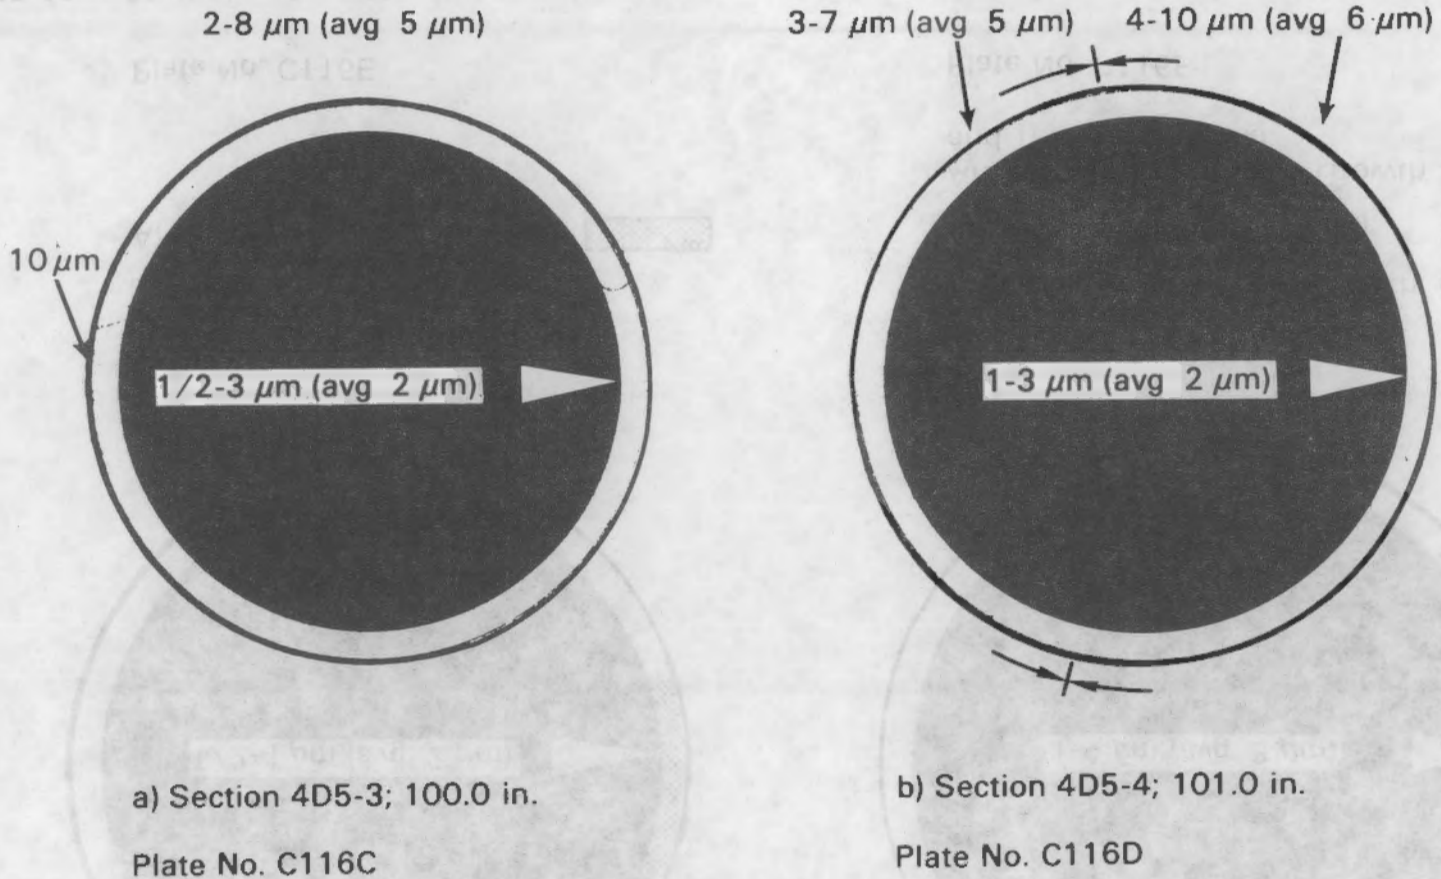 2-8 µm (avg 5 µm)
10 µm
1/2-3 µm (avg 2 µm)
a) Section 4D5-3; 100.0 in.
Plate No. C116C
3-7 µm (avg 5 µm)
4-10 µm (avg 6 µm)
1-3 µm (avg 2 µm)
b) Section 4D5-4; 101.0 in.
Plate No. C116D